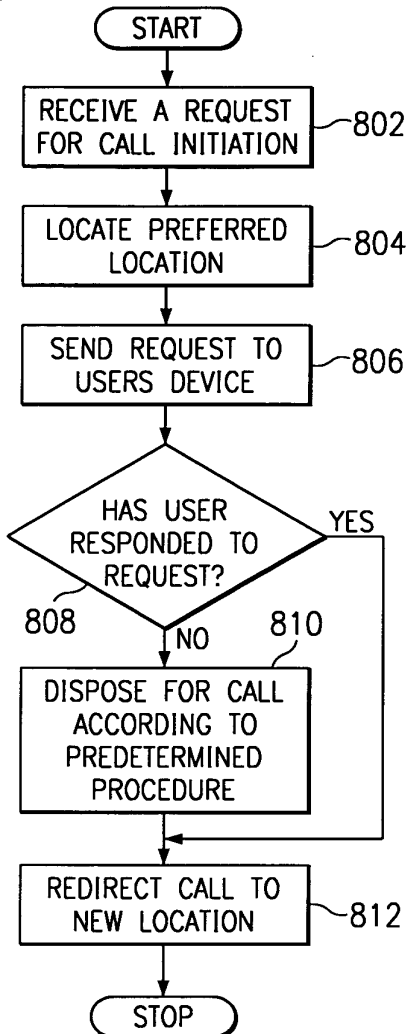 START
RECEIVE A REQUEST
FOR CALL INITIATION
802
LOCATE PREFERRED
LOCATION
804
SEND REQUEST TO
USERS DEVICE
806
HAS USER
RESPONDED TO
REQUEST?
YES
808
NO
810
DISPOSE FOR CALL
ACCORDING TO
PREDETERMINED
PROCEDURE
REDIRECT CALL TO
NEW LOCATION
812
STOP